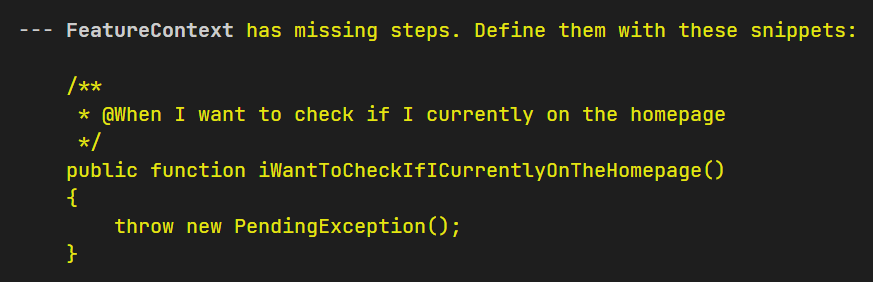 --- FeatureContext has missing steps. Define them with these snippets:
/**
* @When I want to check if I currently on the homepage
*/
public function iWantToCheckIfICurrentlyOnTheHomepage()
{
throw new PendingException();
}